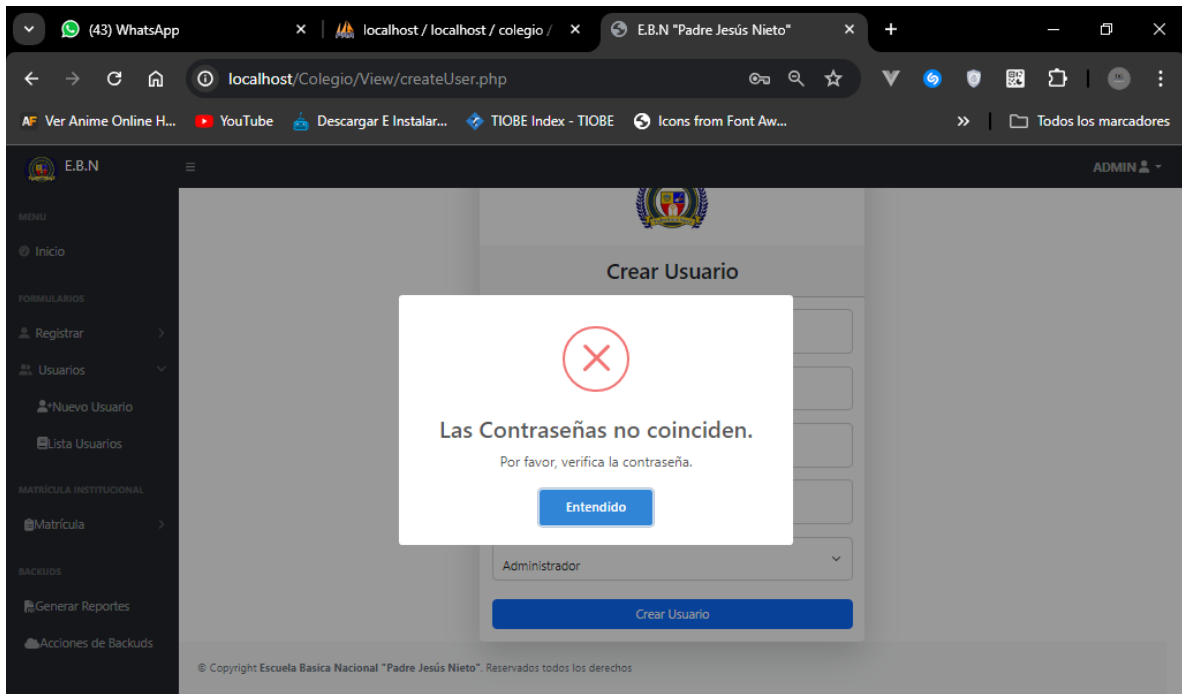 (43) WhatsApp
localhost / localhost / colegio /
E.B.N "Padre Jesús Nieto"
localhost/Colegio/View/createUser.php
AF Ver Anime Online H...
YouTube
Descargar E Instalar...
TIOBE Index - TIOBE
Icons from Font Aw...
»
Todos los marcadores
E.B.N
ADMIN
MENU
Inicio
FORMULARIOS
Registrar
Usuarios
Nuevo Usuario
Lista Usuarios
MATRÍCULA INSTITUCIONAL
Matrícula
BACKUDS
Generar Reportes
Acciones de Backuds
Crear Usuario
Las Contraseñas no coinciden.
Por favor, verifica la contraseña.
Entendido
Administrador
Crear Usuario
© Copyright Escuela Basica Nacional "Padre Jesús Nieto". Reservados todos los derechos